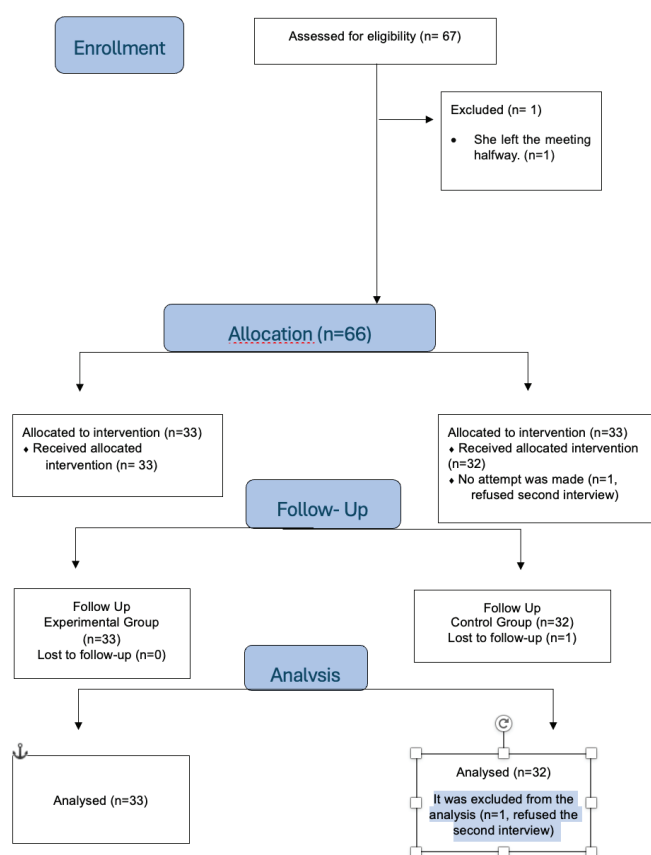 Enrollment
Assessed for eligibility (n= 67)
Excluded (n= 1)
• She left the meeting
halfway. (n=1)
Allocation (n=66)
Allocated to intervention (n=33)
♦ Received allocated
intervention (n= 33)
Allocated to intervention (n=33)
♦ Received allocated intervention
(n=32)
♦ No attempt was made (n=1,
refused second interview)
Follow- Up
Follow Up
Experimental Group
(n=33)
Lost to follow-up (n=0)
Follow Up
Control Group (n=32)
Lost to follow-up (n=1)
Analysis
Analysed (n=33)
Analysed (n=32)
It was excluded from the
analysis (n=1, refused the
second interview)